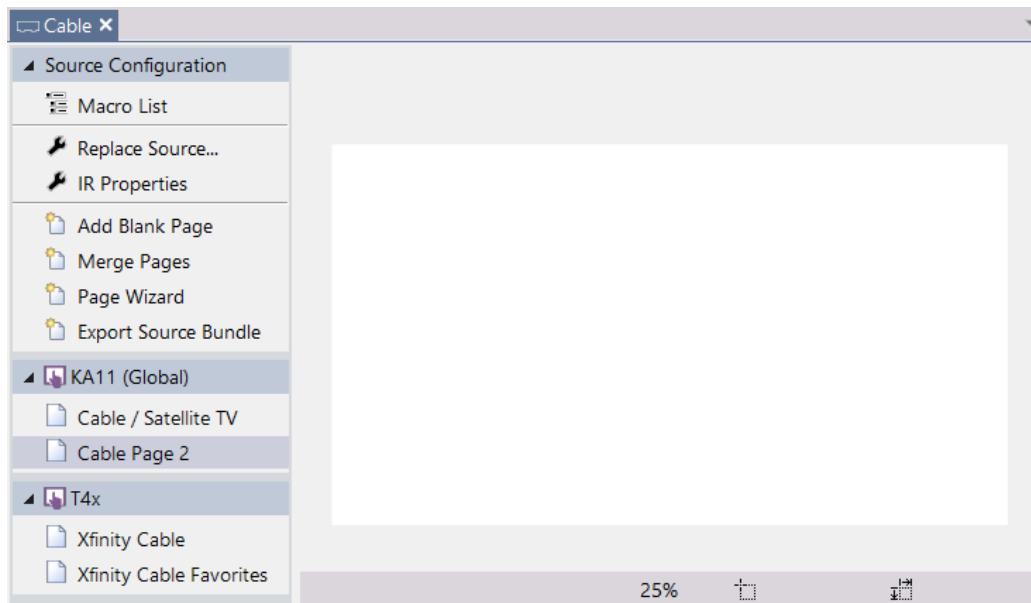 Cable
Source Configuration
Macro List
Replace Source...
IR Properties
Add Blank Page
Merge Pages
Page Wizard
Export Source Bundle
KA11 (Global)
Cable / Satellite TV
Cable Page 2
T4x
Xfinity Cable
Xfinity Cable Favorites
25%